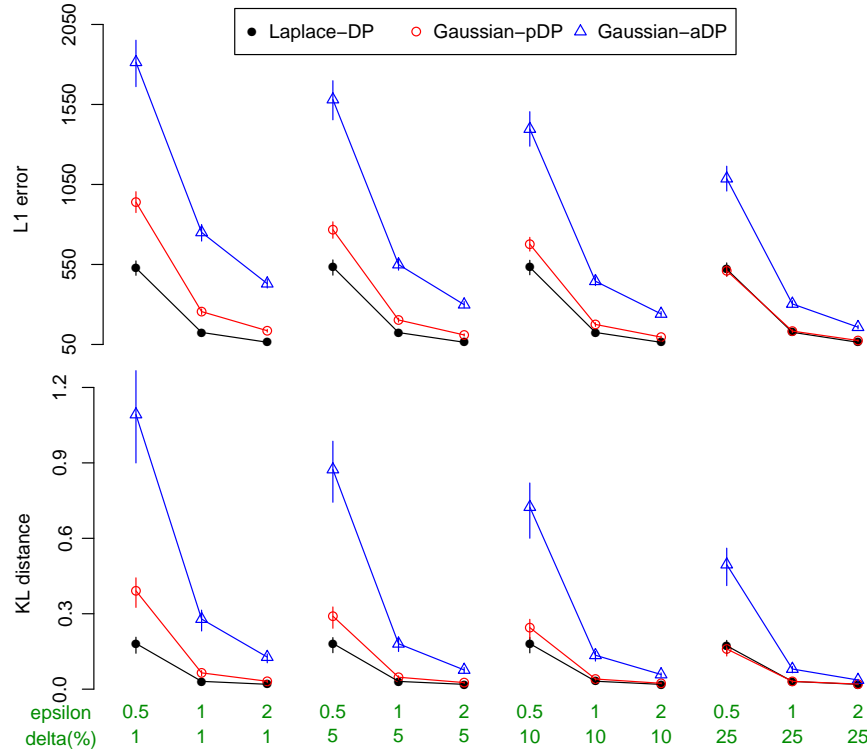 Laplace−DP Gaussian−pDP Gaussian−aDP
2050
1550
1050
550
50
L1 error
1.2
0.9
0.6
0.3
0.0
KL distance
epsilon 0.5 1 2 0.5 1 2 0.5 1 2 0.5 1 2
delta(%) 1 1 1 5 5 5 10 10 10 25 25 25